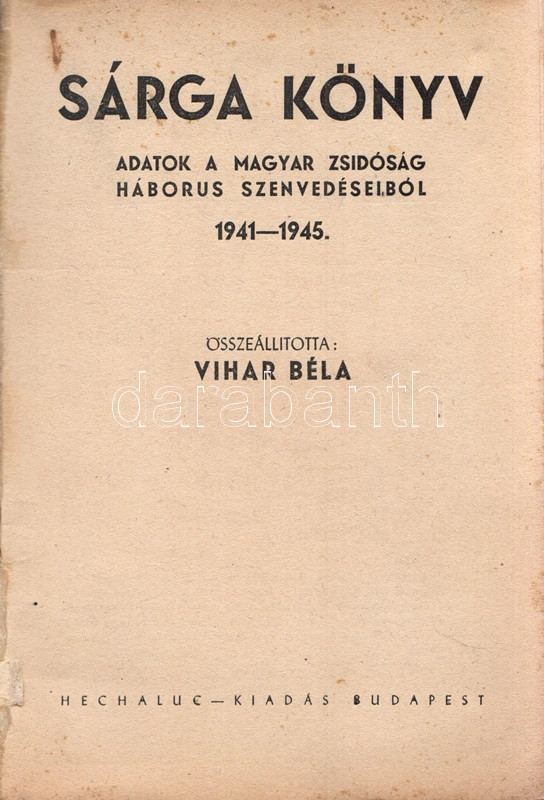 SÁRGA KÖNYV
ADATOK A MAGYAR ZSIDÓSÁG
HÁBORUS SZENVEDÉSEIBŐL
1941—1945.
ÖSSZEÁLLITOTTA:
VIHAR BÉLA
darabanth
HECHALUC—KIADÁS BUDAPEST